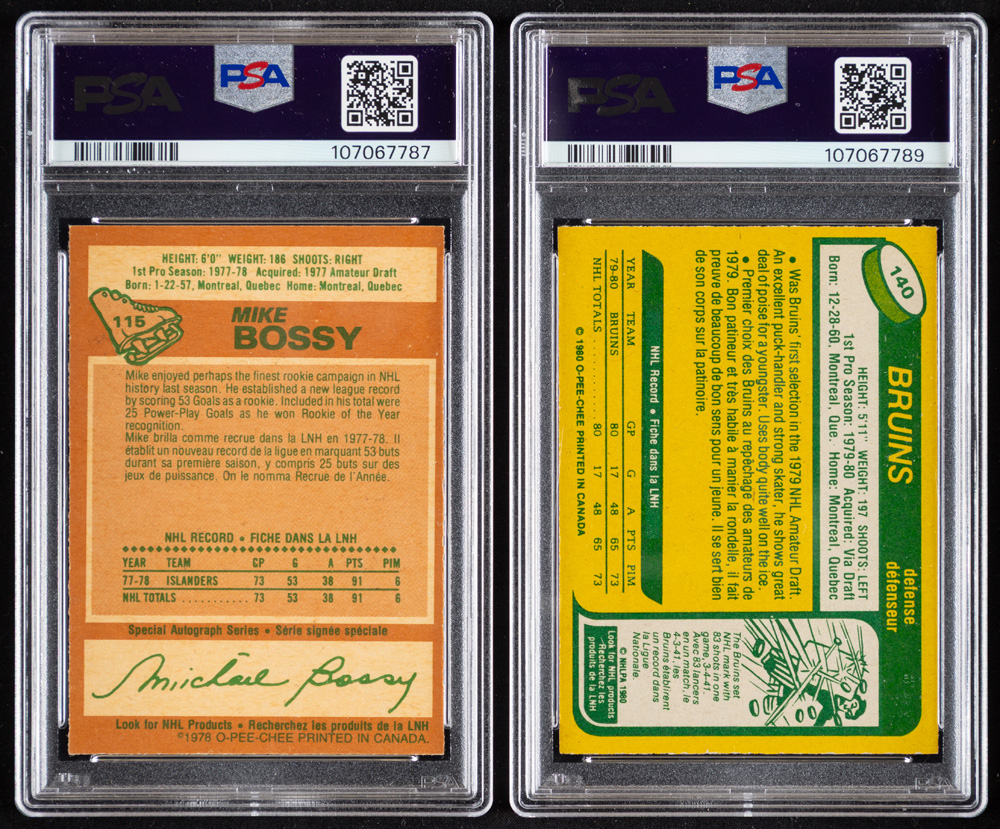 PSA
PSA
107067787
HEIGHT: 6'0" WEIGHT: 186 SHOOTS: RIGHT
1st Pro Season: 1977-78 Acquired: 1977 Amateur Draft
Born: 1-22-57, Montreal, Quebec Home: Montreal, Quebec
115
MIKE
BOSSY
Mike enjoyed perhaps the finest rookie campaign in NHL
history last season. He established a new league record
by scoring 53 Goals as a rookie. Included in his total were
25 Power-Play Goals as he won Rookie of the Year
recognition.
Mike brilla comme recrue dans la LNH en 1977-78. Il
établit un nouveau record de la ligue en marquant 53 buts
durant sa première saison, y compris 25 buts sur des
jeux de puissance. On le nomma Recrue de l'Année.
NHL RECORD • FICHE DANS LA LNH
YEAR TEAM GP G A PTS PIM
77-78 ISLANDERS 73 53 38 91 6
NHL TOTALS ............ 73 53 38 91 6
Special Autograph Series • Série signée spéciale
Michael Bossy
Look for NHL Products • Recherchez les produits de la LNH
©1978 O-PEE-CHEE PRINTED IN CANADA.
PSA
PSA
PSA
107067789
140
BRUINS
défense
défenseur
HEIGHT: 5'11" WEIGHT: 197 SHOOTS: LEFT
1st Pro Season: 1979-80 Acquired: Via Draft
Born: 12-28-60, Montreal, Que. Home: Montreal, Quebec
• Was Bruins' first selection in the 1979 NHL Amateur Draft.
An excellent puck-handler and strong skater, he shows great
deal of poise for a youngster. Uses body quite well on the ice.
• Premier choix des Bruins au repêchage des amateurs de
1979. Bon patineur et très habile à manier la rondelle, il fait
preuve de beaucoup de bon sens pour un jeune. Il se sert bien
de son corps sur la patinoire.
NHL Record • Fiche dans la LNH
YEAR TEAM GP G A PTS PIM
79-80 BRUINS 80 17 48 65 73
NHL TOTALS ............ 80 17 48 65 73
© 1980 O-PEE-CHEE PRINTED IN CANADA
The Bruins set
NHL mark with
83 shots in one
game, 3-4-41.
Avec 83 lancers
en un match, le
4-3-41, les
Bruins établirent
un record dans
la Ligue
Nationale.
© NHLPA 1980
Look for NHL products
Recherchez les
produits de la LNH
PSA